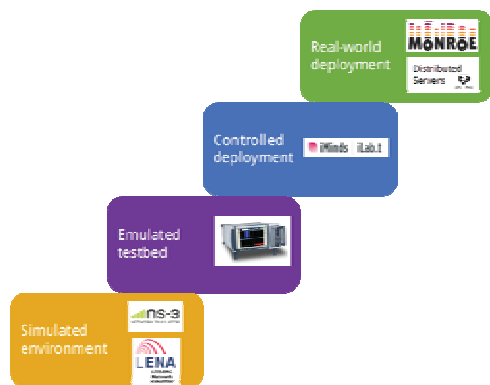 Real-world
deployment
MONROE
Distributed
Servers
Controlled
deployment
iMinds iLab.t
Emulated
testbed
Simulated
environment
ns-3
LENA